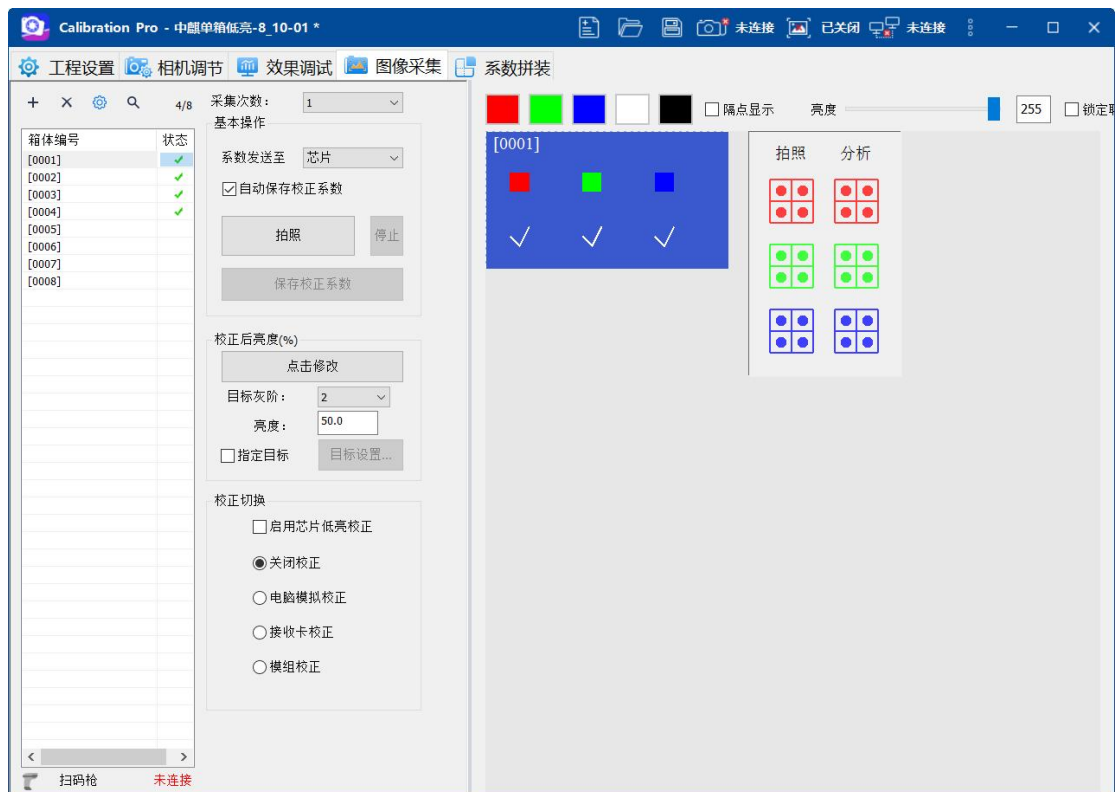 Calibration Pro - 中麒单箱低亮-8_10-01 *
未连接 已关闭 未连接
工程设置 相机调节 效果调试 图像采集 系数拼装
4/8
箱体编号 状态
[0001]
[0002]
[0003]
[0004]
[0005]
[0006]
[0007]
[0008]
扫码枪 未连接
采集次数： 1
基本操作
系数发送至 芯片
自动保存校正系数
拍照 停止
保存校正系数
校正后亮度(%)
点击修改
目标灰阶： 2
亮度： 50.0
指定目标 目标设置...
校正切换
启用芯片低亮校正
关闭校正
电脑模拟校正
接收卡校正
模组校正
隔点显示 亮度 255 锁定
[0001]
拍照 分析